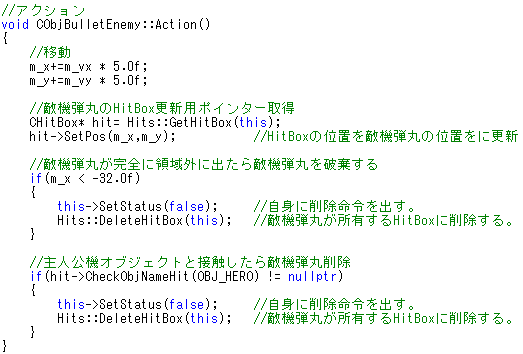 //アクション
void CObjBulletEnemy::Action()
{
    //移動
    m_x+=m_vx * 5.0f;
    m_y+=m_vy * 5.0f;

    //敵機弾丸のHitBox更新用ポインター取得
    CHitBox* hit= Hits::GetHitBox(this);
    hit->SetPos(m_x,m_y);          //HitBoxの位置を敵機弾丸の位置をに更新

    //敵機弾丸が完全に領域外に出たら敵機弾丸を破棄する
    if(m_x < -32.0f)
    {
        this->SetStatus(false);    //自身に削除命令を出す。
        Hits::DeleteHitBox(this);  //敵機弾丸が所有するHitBoxに削除する。
    }

    //主人公機オブジェクトと接触したら敵機弾丸削除
    if(hit->CheckObjNameHit(OBJ_HERO) != nullptr)
    {
        this->SetStatus(false);    //自身に削除命令を出す。
        Hits::DeleteHitBox(this);  //敵機弾丸が所有するHitBoxに削除する。
    }
}